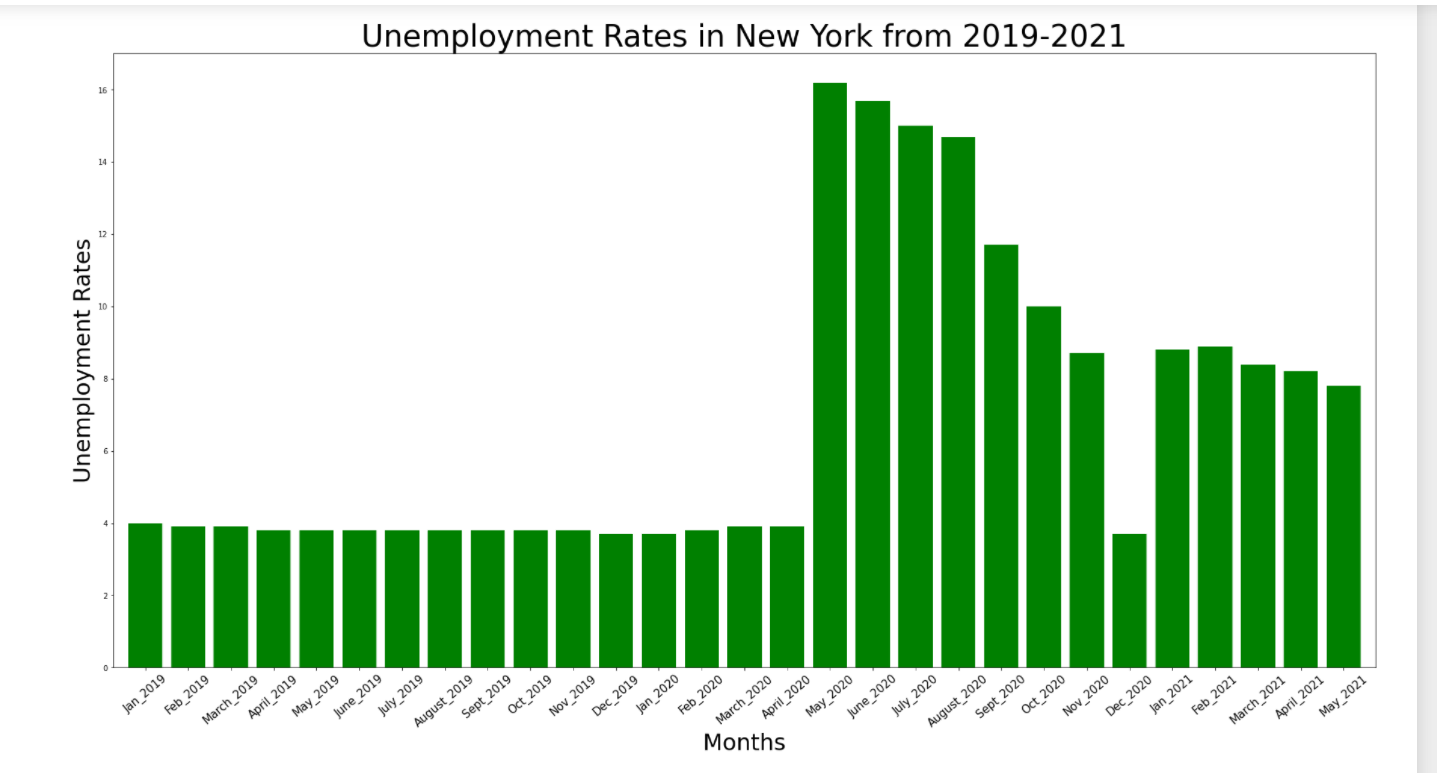 Unemployment Rates in New York from 2019-2021
Unemployment Rates
16
14
12
10
8
6
4
2
0
Jan_2019
Feb_2019
March_2019
April_2019
May_2019
June_2019
July_2019
August_2019
Sept_2019
Oct_2019
Nov_2019
Dec_2019
Jan_2020
Feb_2020
March_2020
April_2020
May_2020
June_2020
July_2020
August_2020
Sept_2020
Oct_2020
Nov_2020
Dec_2020
Jan_2021
Feb_2021
March_2021
April_2021
May_2021
Months